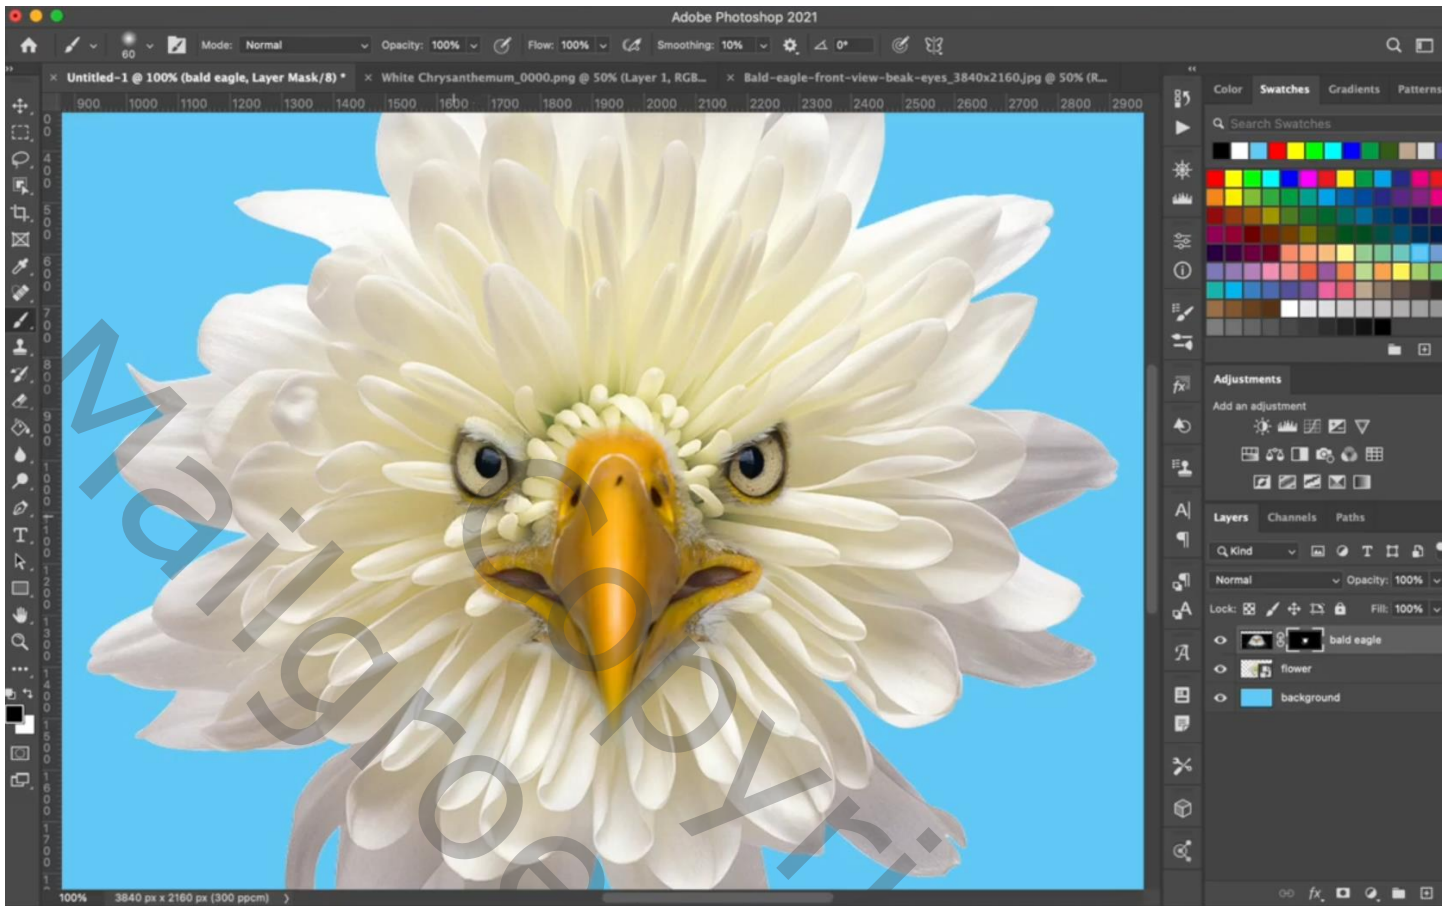 Adobe Photoshop 2021
60
Mode: Normal
Opacity: 100%
Flow: 100%
Smoothing: 10%
0°
× Untitled-1 @ 100% (bald eagle, Layer Mask/8) *
× White Chrysanthemum_0000.png @ 50% (Layer 1, RGB...
× Bald-eagle-front-view-beak-eyes_3840x2160.jpg @ 50% (R...
900 1000 1100 1200 1300 1400 1500 1600 1700 1800 1900 2000 2100 2200 2300 2400 2500 2600 2700 2800 2900
Color Swatches Gradients Patterns
Search Swatches
Adjustments
Add an adjustment
Layers Channels Paths
Kind
Normal
Opacity: 100%
Lock:
Fill: 100%
bald eagle
flower
background
100%
3840 px x 2160 px (300 ppcm)